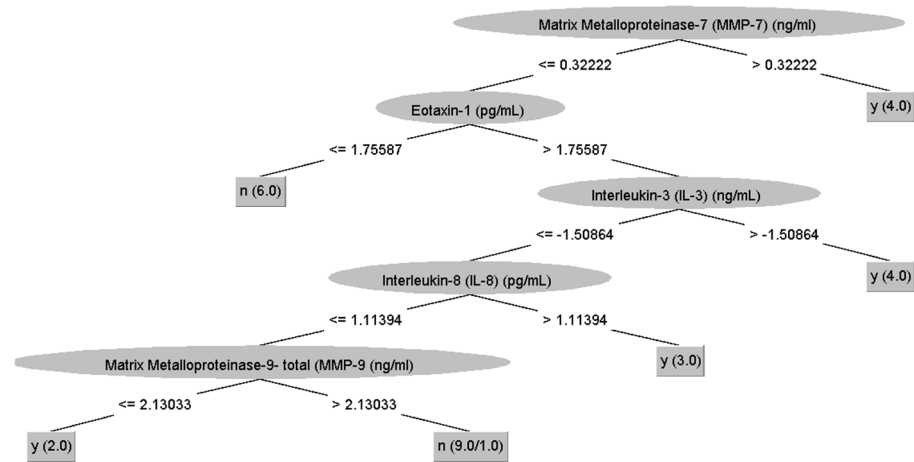 Matrix Metalloproteinase-7 (MMP-7) (ng/ml)
<= 0.32222 > 0.32222
Eotaxin-1 (pg/mL)
y (4.0)
<= 1.75587 > 1.75587
n (6.0)
Interleukin-3 (IL-3) (ng/mL)
<= -1.50864 > -1.50864
Interleukin-8 (IL-8) (pg/mL)
y (4.0)
<= 1.11394 > 1.11394
Matrix Metalloproteinase-9- total (MMP-9 (ng/ml)
y (3.0)
<= 2.13033 > 2.13033
y (2.0)
n (9.0/1.0)